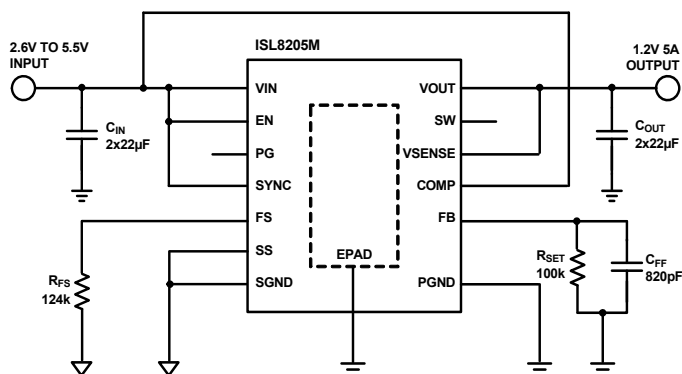 2.6V TO 5.5V
INPUT
ISL8205M
1.2V 5A
OUTPUT
VIN
VOUT
EN
SW
CIN
2x22µF
COUT
2x22µF
PG
VSENSE
SYNC
COMP
FS
FB
SS
EPAD
RFS
124k
RSET
100k
CFF
820pF
SGND
PGND